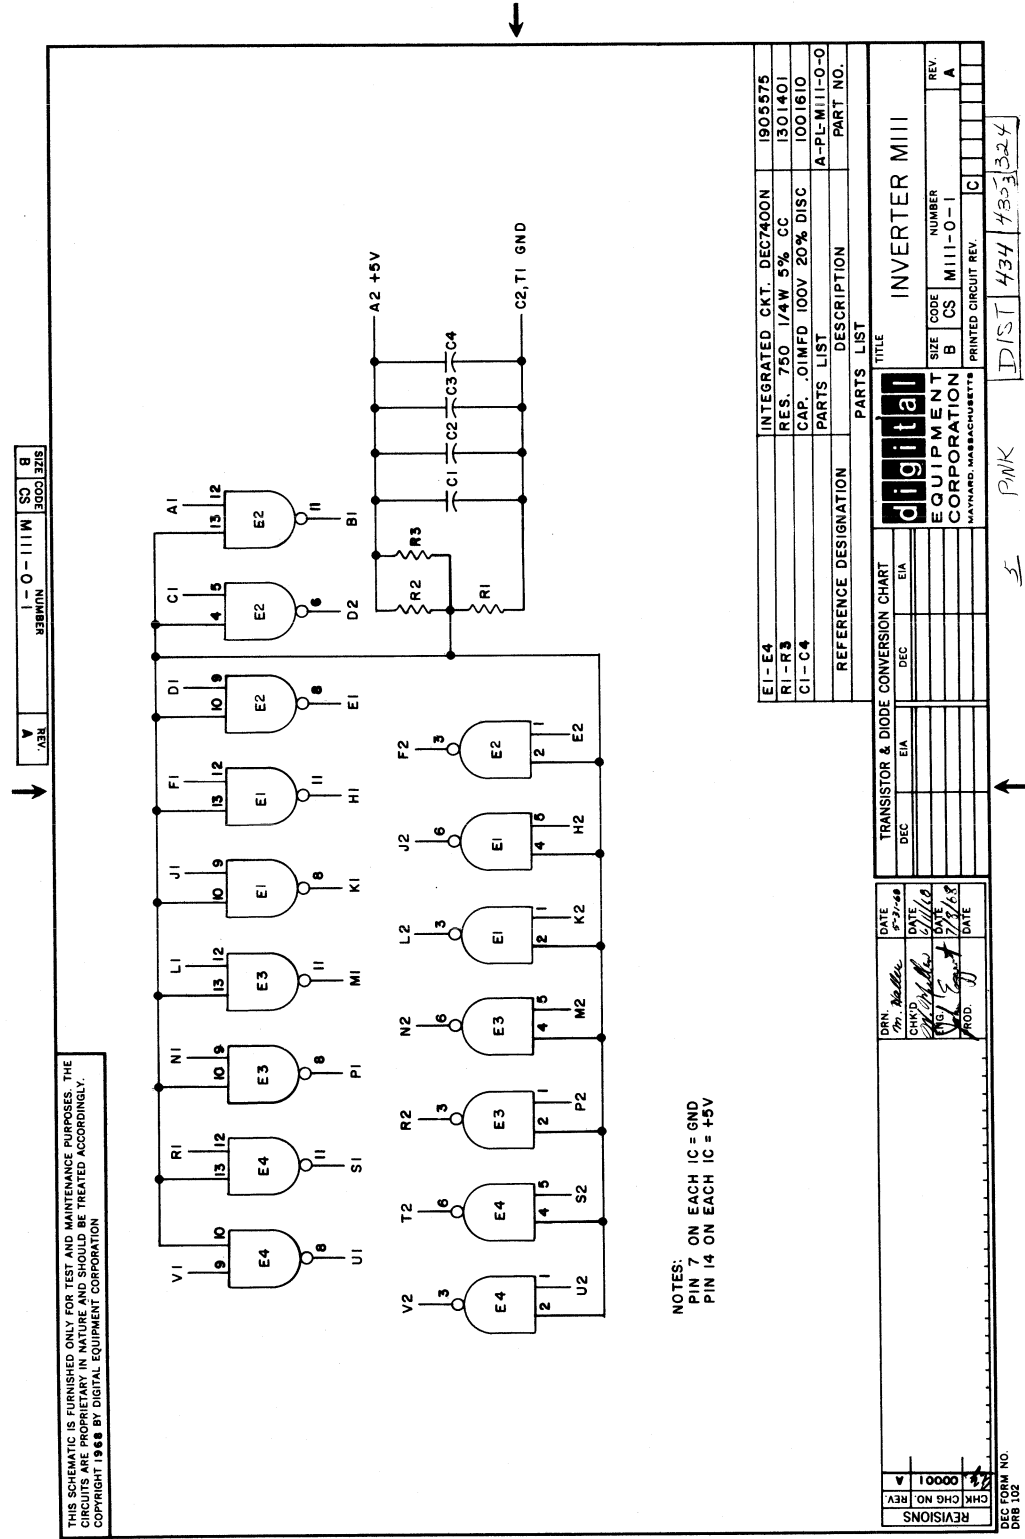 THIS SCHEMATIC IS FURNISHED ONLY FOR TEST AND MAINTENANCE PURPOSES. THE
CIRCUITS ARE PROPRIETARY IN NATURE AND SHOULD BE TREATED ACCORDINGLY.
COPYRIGHT 1968 BY DIGITAL EQUIPMENT CORPORATION
SIZE CODE NUMBER REV.
B CS M111-0-1 A
V1 R1 N1 L1 J1 F1 D1 C1 A1
9 10 13 12 10 9 13 12 10 9 13 12 10 9 4 5 13 12
E4 E4 E3 E3 E1 E1 E2 E2 E2
8 11 8 11 8 11 8 6 11
U1 S1 P1 M1 K1 H1 E1 D2 B1
A2 +5V
R2 R3 C1 C2 C3 C4
R1
C2,T1 GND
V2 T2 R2 N2 L2 J2 F2
3 6 3 6 3 6 3
E4 E4 E3 E3 E1 E1 E2
2 1 4 5 2 1 4 5 2 1 4 5 2 1
U2 S2 P2 M2 K2 H2 E2
NOTES:
PIN 7 ON EACH IC = GND
PIN 14 ON EACH IC = +5V
E1-E4 INTEGRATED CKT. DEC7400N 1905575
R1-R3 RES. 750 1/4W 5% CC 1301401
C1-C4 CAP. .01MFD 100V 20% DISC 1001610
PARTS LIST A-PL-M111-0-0
REFERENCE DESIGNATION DESCRIPTION PART NO.
PARTS LIST
REVISIONS
CHK CHG NO. REV.
00001 A
DRN. DATE
M. Waller 5-31-68
CHK'D DATE
ENG. DATE
7/3/68
PROD. DATE
TRANSISTOR & DIODE CONVERSION CHART
DEC EIA DEC EIA
digital
EQUIPMENT
CORPORATION
MAYNARD, MASSACHUSETTS
TITLE
INVERTER M111
SIZE CODE NUMBER REV.
B CS M111-0-1 A
PRINTED CIRCUIT REV. C
DEC FORM NO.
DRB 102
5 PINK DIST 434 435 3 324